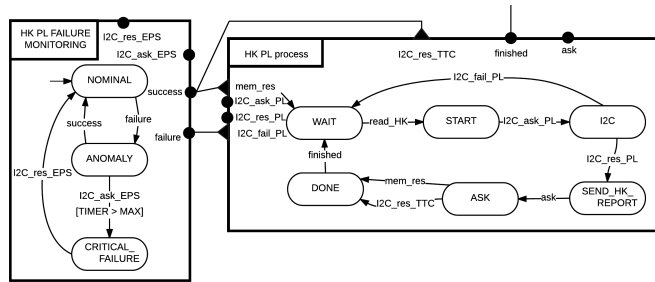 HK PL FAILURE
MONITORING
I2C_res_EPS
I2C_ask_EPS
NOMINAL
success
success
failure
failure
ANOMALY
I2C_res_EPS
I2C_ask_EPS
[TIMER > MAX]
CRITICAL_
FAILURE
HK PL process
I2C_res_TTC
finished
ask
mem_res
I2C_ask_PL
I2C_res_PL
I2C_fail_PL
I2C_fail_PL
WAIT
read_HK
START
I2C_ask_PL
I2C
I2C_res_PL
finished
DONE
mem_res
I2C_res_TTC
ASK
ask
SEND_HK_
REPORT